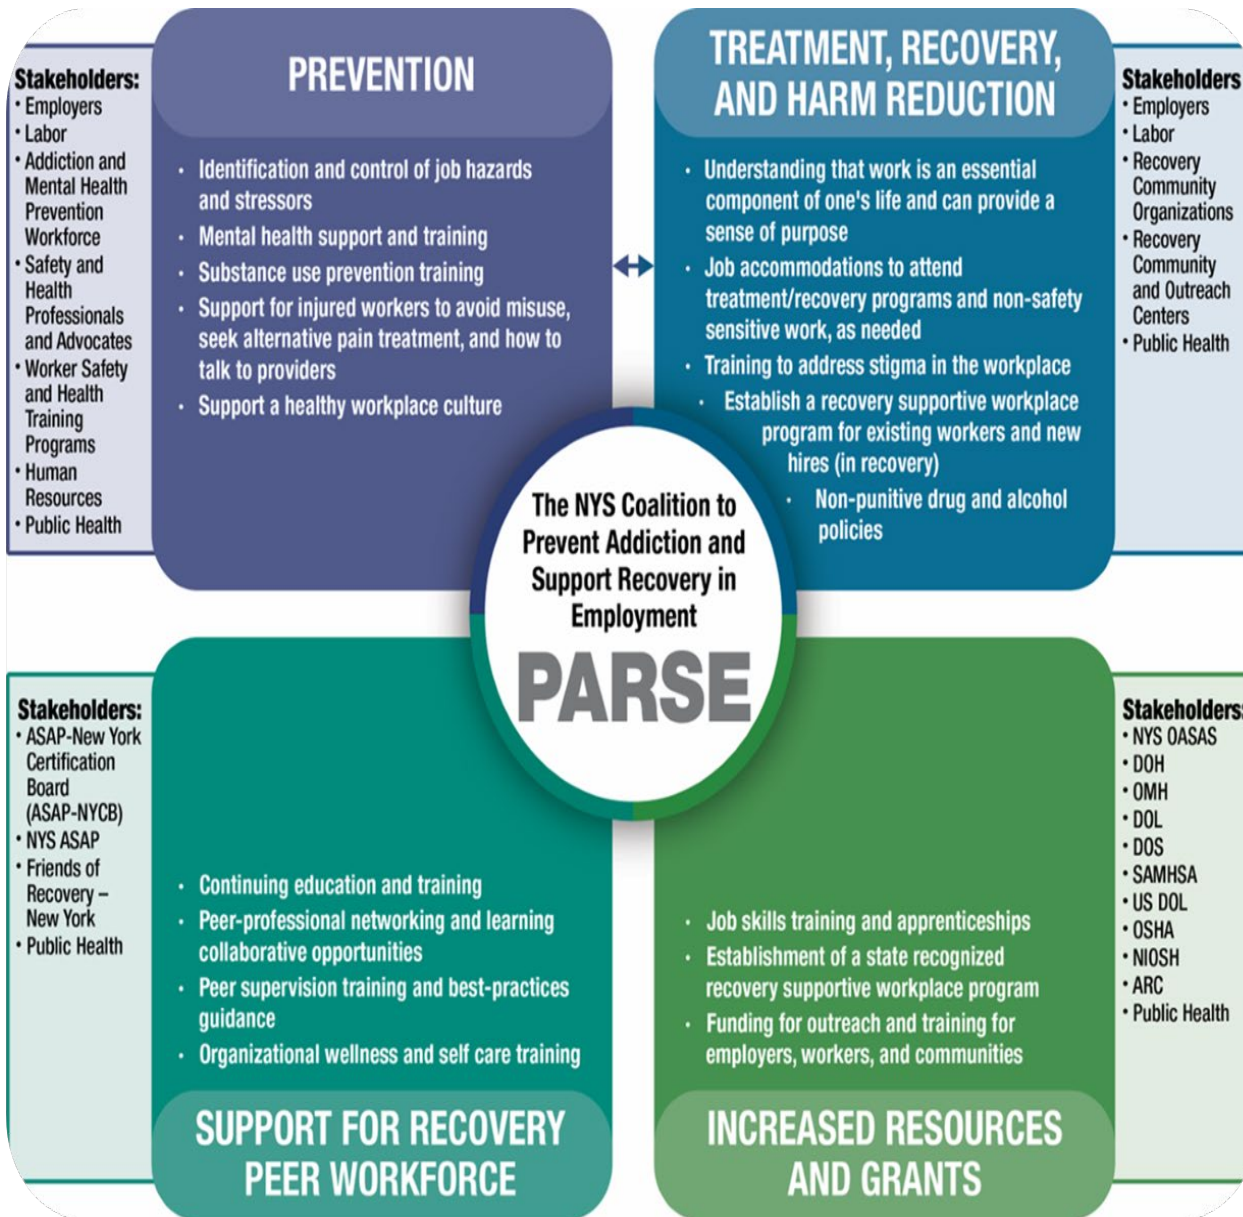 Stakeholders:
• Employers
• Labor
• Addiction and
Mental Health
Prevention
Workforce
• Safety and
Health
Professionals
and Advocates
• Worker Safety
and Health
Training
Programs
• Human
Resources
• Public Health
PREVENTION
· Identification and control of job hazards
and stressors
· Mental health support and training
· Substance use prevention training
· Support for injured workers to avoid misuse,
seek alternative pain treatment, and how to
talk to providers
· Support a healthy workplace culture
TREATMENT, RECOVERY,
AND HARM REDUCTION
· Understanding that work is an essential
component of one's life and can provide a
sense of purpose
· Job accommodations to attend
treatment/recovery programs and non-safety
sensitive work, as needed
· Training to address stigma in the workplace
· Establish a recovery supportive workplace
program for existing workers and new
hires (in recovery)
· Non-punitive drug and alcohol
policies
Stakeholders
• Employers
• Labor
• Recovery
Community
Organizations
• Recovery
Community
and Outreach
Centers
• Public Health
The NYS Coalition to
Prevent Addiction and
Support Recovery in
Employment
PARSE
Stakeholders:
• ASAP-New York
Certification
Board
(ASAP-NYCB)
• NYS ASAP
• Friends of
Recovery –
New York
• Public Health
· Continuing education and training
· Peer-professional networking and learning
collaborative opportunities
· Peer supervision training and best-practices
guidance
· Organizational wellness and self care training
SUPPORT FOR RECOVERY
PEER WORKFORCE
· Job skills training and apprenticeships
· Establishment of a state recognized
recovery supportive workplace program
· Funding for outreach and training for
employers, workers, and communities
INCREASED RESOURCES
AND GRANTS
Stakeholders:
• NYS OASAS
• DOH
• OMH
• DOL
• DOS
• SAMHSA
• US DOL
• OSHA
• NIOSH
• ARC
• Public Health